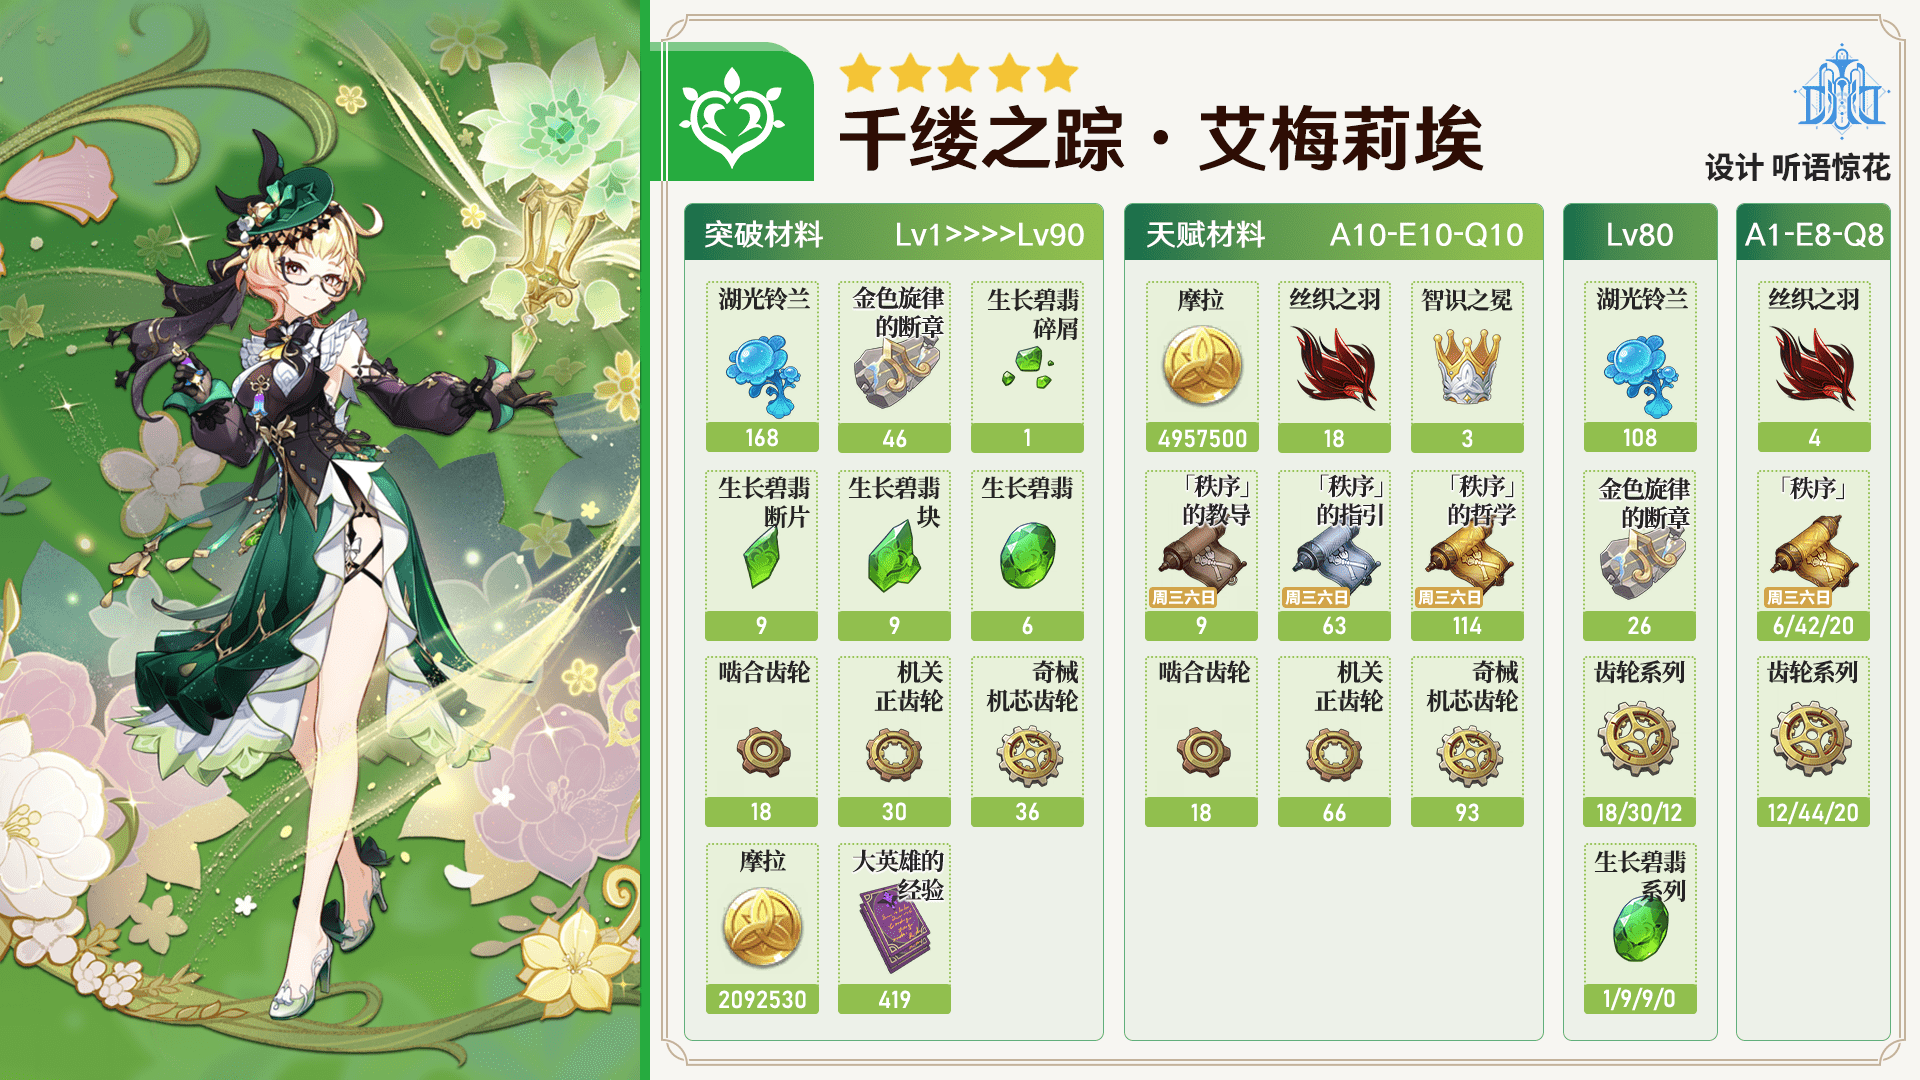 千缕之踪·艾梅莉埃
设计 听语惊花
突破材料 Lv1>>>>Lv90
湖光铃兰
168
金色旋律
的断章
46
生长碧翡
碎屑
1
生长碧翡
断片
9
生长碧翡
块
9
生长碧翡
6
啮合齿轮
18
机关
正齿轮
30
奇械
机芯齿轮
36
摩拉
2092530
大英雄的
经验
419
天赋材料 A10-E10-Q10
摩拉
4957500
丝织之羽
18
智识之冕
3
「秩序」
的教导
周三六日
9
「秩序」
的指引
周三六日
63
「秩序」
的哲学
周三六日
114
啮合齿轮
18
机关
正齿轮
66
奇械
机芯齿轮
93
Lv80
湖光铃兰
108
金色旋律
的断章
26
齿轮系列
18/30/12
生长碧翡
系列
1/9/9/0
A1-E8-Q8
丝织之羽
4
「秩序」
周三六日
6/42/20
齿轮系列
12/44/20